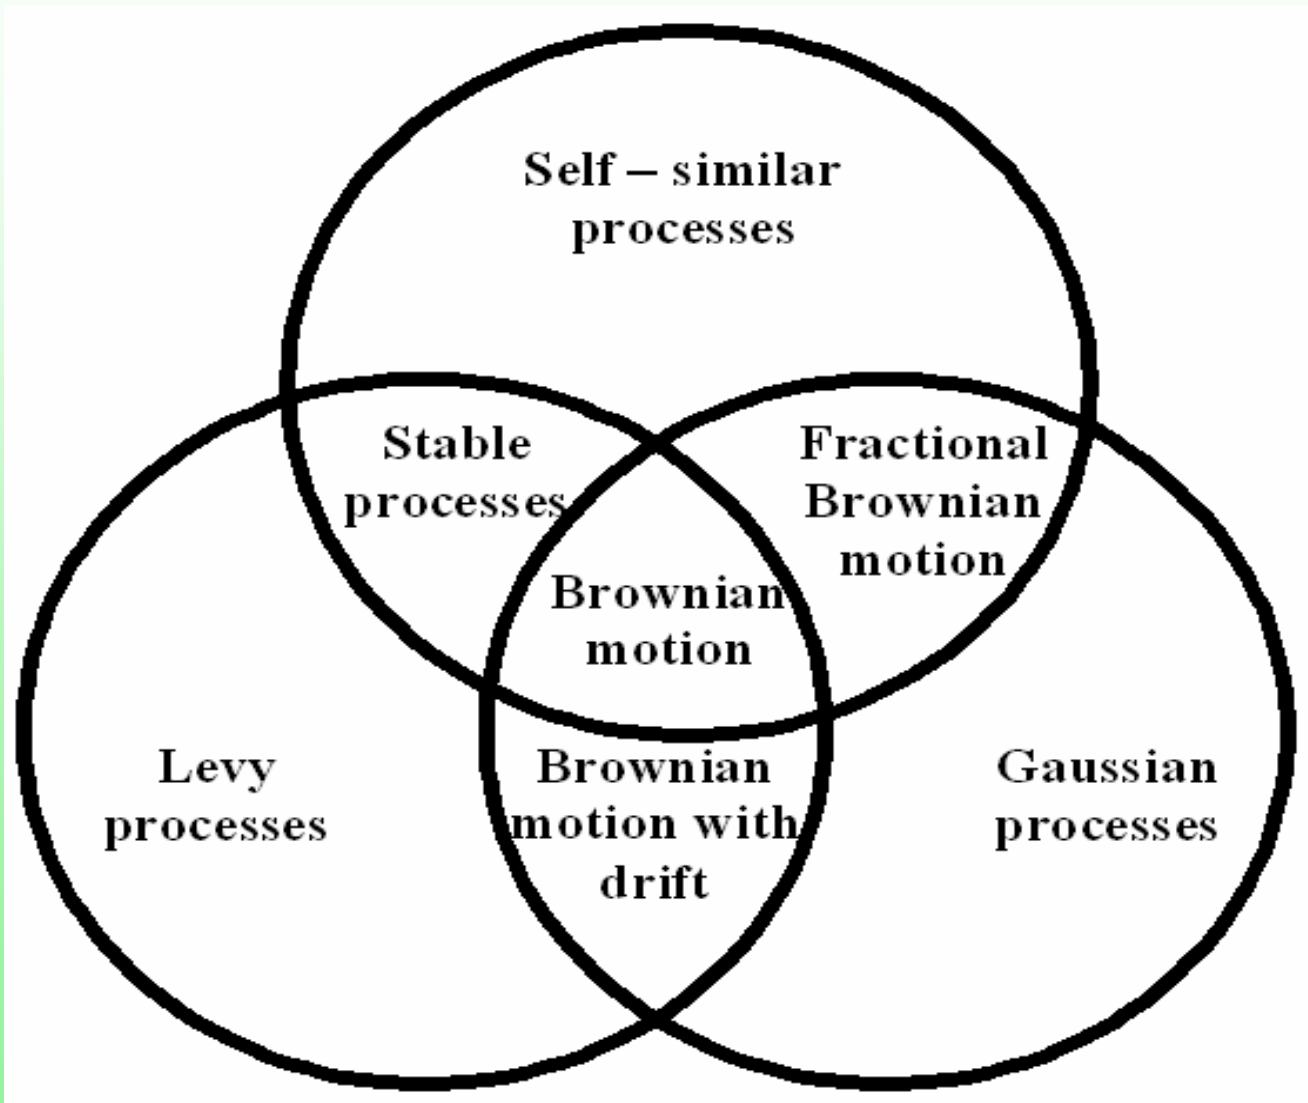 Self – similar
processes
Stable
processes
Fractional
Brownian
motion
Brownian
motion
Levy
processes
Brownian
motion with
drift
Gaussian
processes